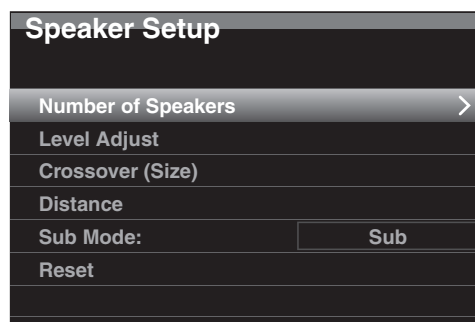 Speaker Setup
Number of Speakers
Level Adjust
Crossover (Size)
Distance
Sub Mode: Sub
Reset